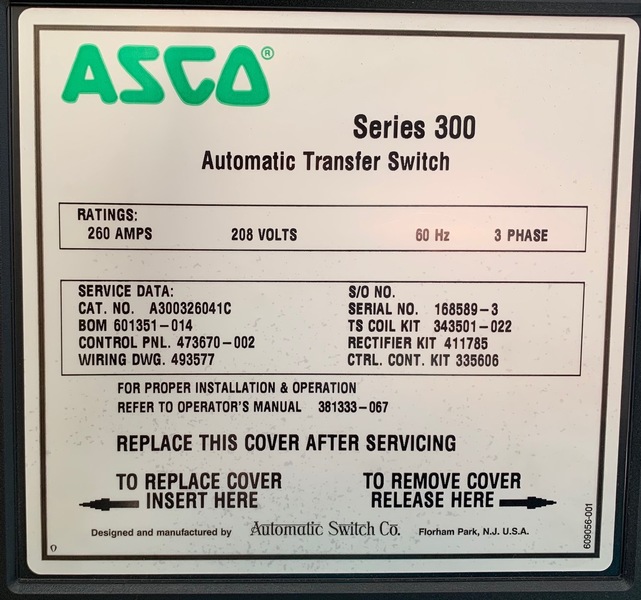 ASCO®
Series 300
Automatic Transfer Switch
RATINGS:
260 AMPS 208 VOLTS 60 Hz 3 PHASE
SERVICE DATA: S/O NO.
CAT. NO. A300326041C SERIAL NO. 168589-3
BOM 601351-014 TS COIL KIT 343501-022
CONTROL PNL. 473670-002 RECTIFIER KIT 411785
WIRING DWG. 493577 CTRL. CONT. KIT 335606
FOR PROPER INSTALLATION & OPERATION
REFER TO OPERATOR'S MANUAL 381333-067
REPLACE THIS COVER AFTER SERVICING
TO REPLACE COVER TO REMOVE COVER
INSERT HERE RELEASE HERE
Designed and manufactured by Automatic Switch Co. Florham Park, N.J. U.S.A.
609056-001